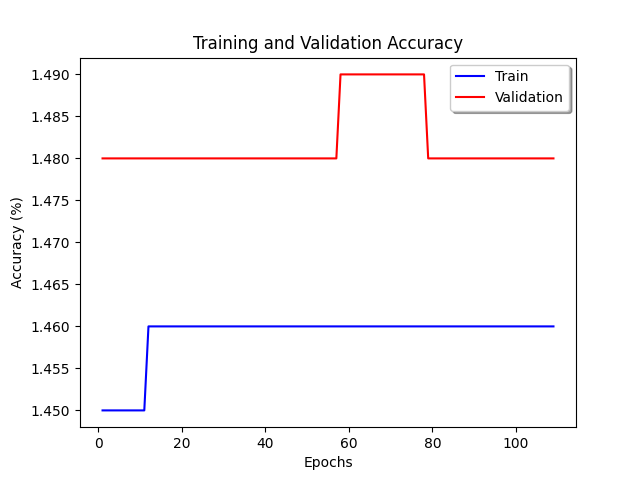 Training and Validation Accuracy
Train
Validation
1.490
1.485
1.480
1.475
1.470
1.465
1.460
1.455
1.450
Accuracy (%)
0 20 40 60 80 100
Epochs